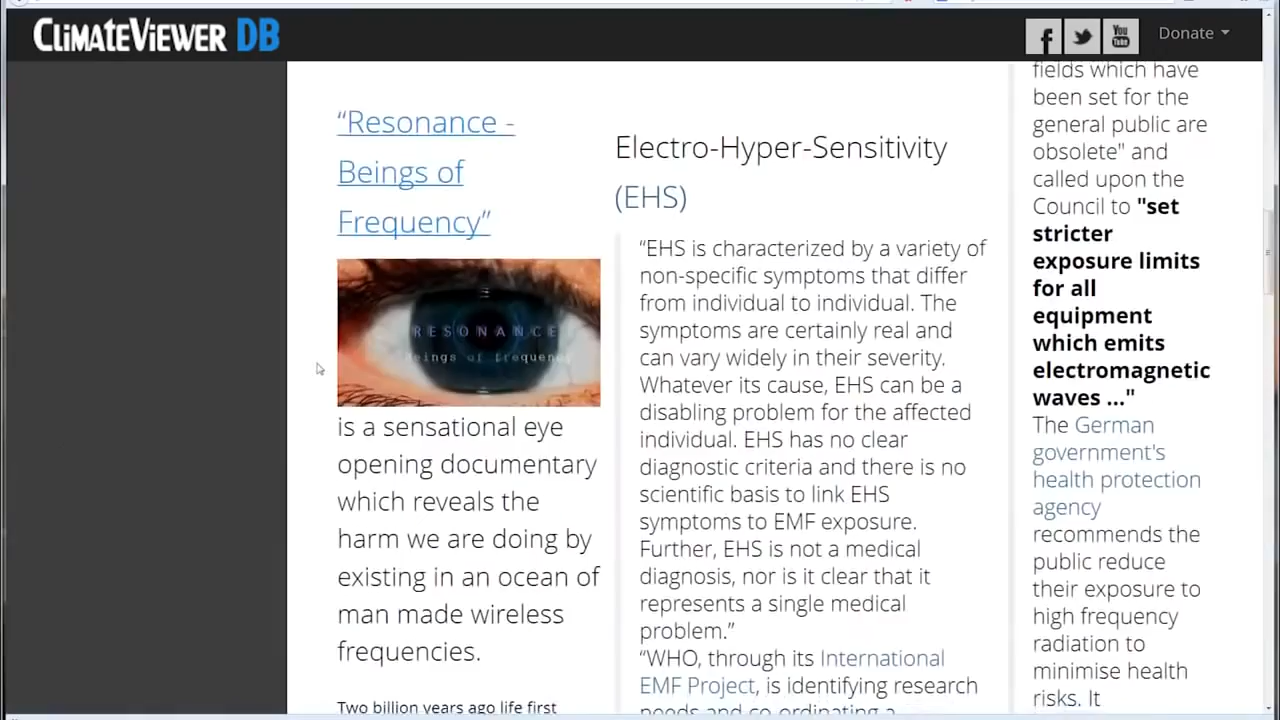 CLIMATEVIEWER DB
Donate
“Resonance -
Beings of
Frequency”
RESONANCE
Beings of frequency
is a sensational eye
opening documentary
which reveals the
harm we are doing by
existing in an ocean of
man made wireless
frequencies.
Two billion years ago life first
Electro-Hyper-Sensitivity
(EHS)
“EHS is characterized by a variety of
non-specific symptoms that differ
from individual to individual. The
symptoms are certainly real and
can vary widely in their severity.
Whatever its cause, EHS can be a
disabling problem for the affected
individual. EHS has no clear
diagnostic criteria and there is no
scientific basis to link EHS
symptoms to EMF exposure.
Further, EHS is not a medical
diagnosis, nor is it clear that it
represents a single medical
problem.”
“WHO, through its International
EMF Project, is identifying research
needs and co-ordinating a
fields which have
been set for the
general public are
obsolete" and
called upon the
Council to "set
stricter
exposure limits
for all
equipment
which emits
electromagnetic
waves ..."
The German
government's
health protection
agency
recommends the
public reduce
their exposure to
high frequency
radiation to
minimise health
risks. It